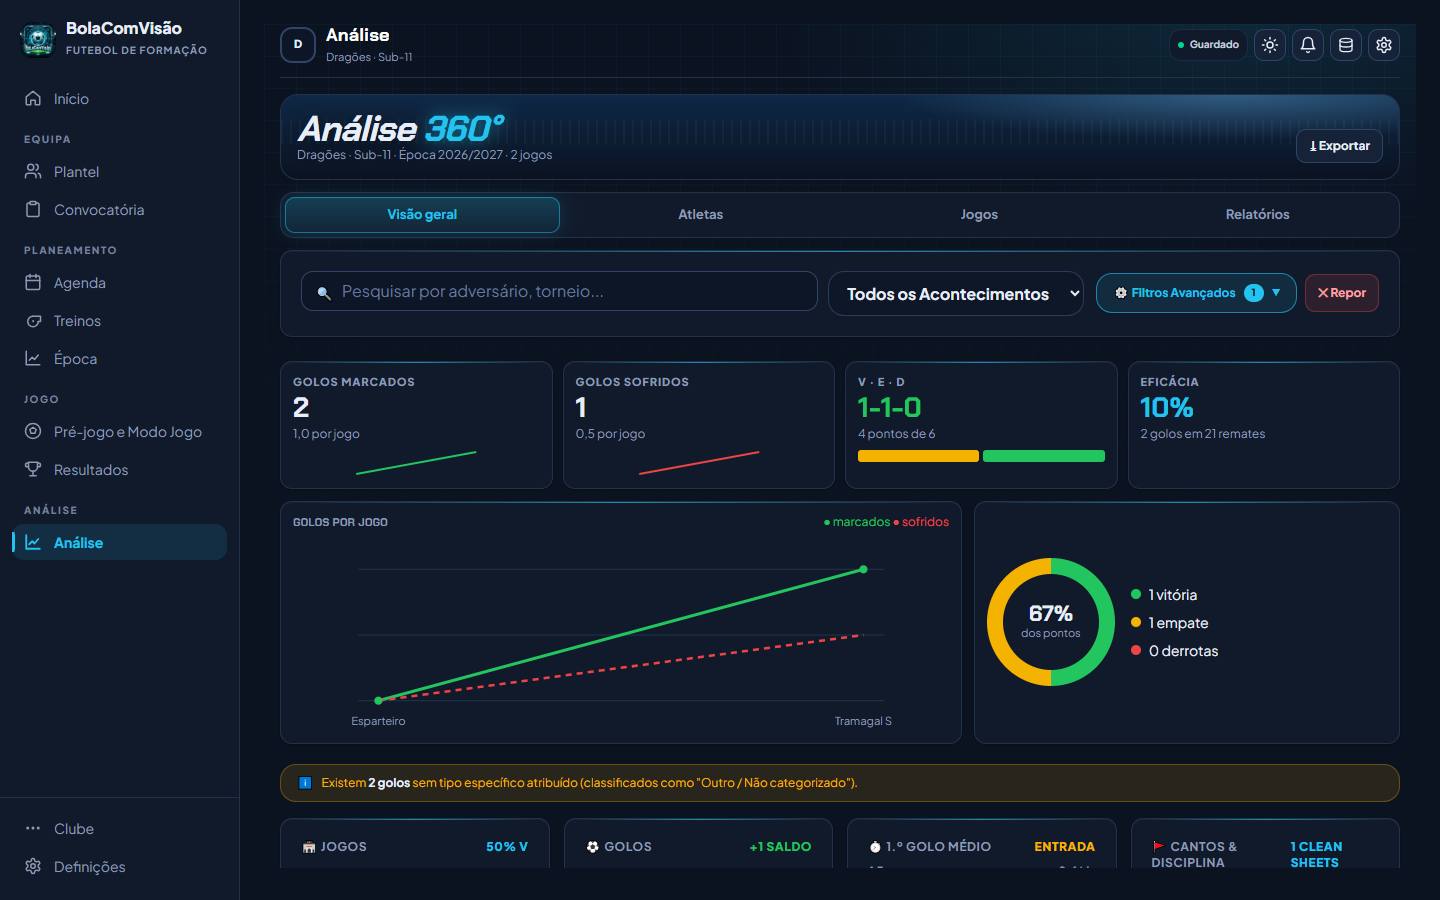 BolaComVisão
FUTEBOL DE FORMAÇÃO
Início
EQUIPA
Plantel
Convocatória
PLANEAMENTO
Agenda
Treinos
Época
JOGO
Pré-jogo e Modo Jogo
Resultados
ANÁLISE
Análise
Clube
Definições
D
Análise
Dragões · Sub-11
Guardado
Análise 360°
Dragões · Sub-11 · Época 2026/2027 · 2 jogos
Exportar
Visão geral
Atletas
Jogos
Relatórios
Pesquisar por adversário, torneio...
Todos os Acontecimentos
Filtros Avançados 1 ▼
Repor
GOLOS MARCADOS
2
1,0 por jogo
GOLOS SOFRIDOS
1
0,5 por jogo
V · E · D
1-1-0
4 pontos de 6
EFICÁCIA
10%
2 golos em 21 remates
GOLOS POR JOGO
marcados sofridos
Esparteiro
Tramagal S
67%
dos pontos
1 vitória
1 empate
0 derrotas
Existem 2 golos sem tipo específico atribuído (classificados como "Outro / Não categorizado").
JOGOS
50% V
GOLOS
+1 SALDO
1.º GOLO MÉDIO
ENTRADA
CANTOS &
DISCIPLINA
1 CLEAN
SHEETS